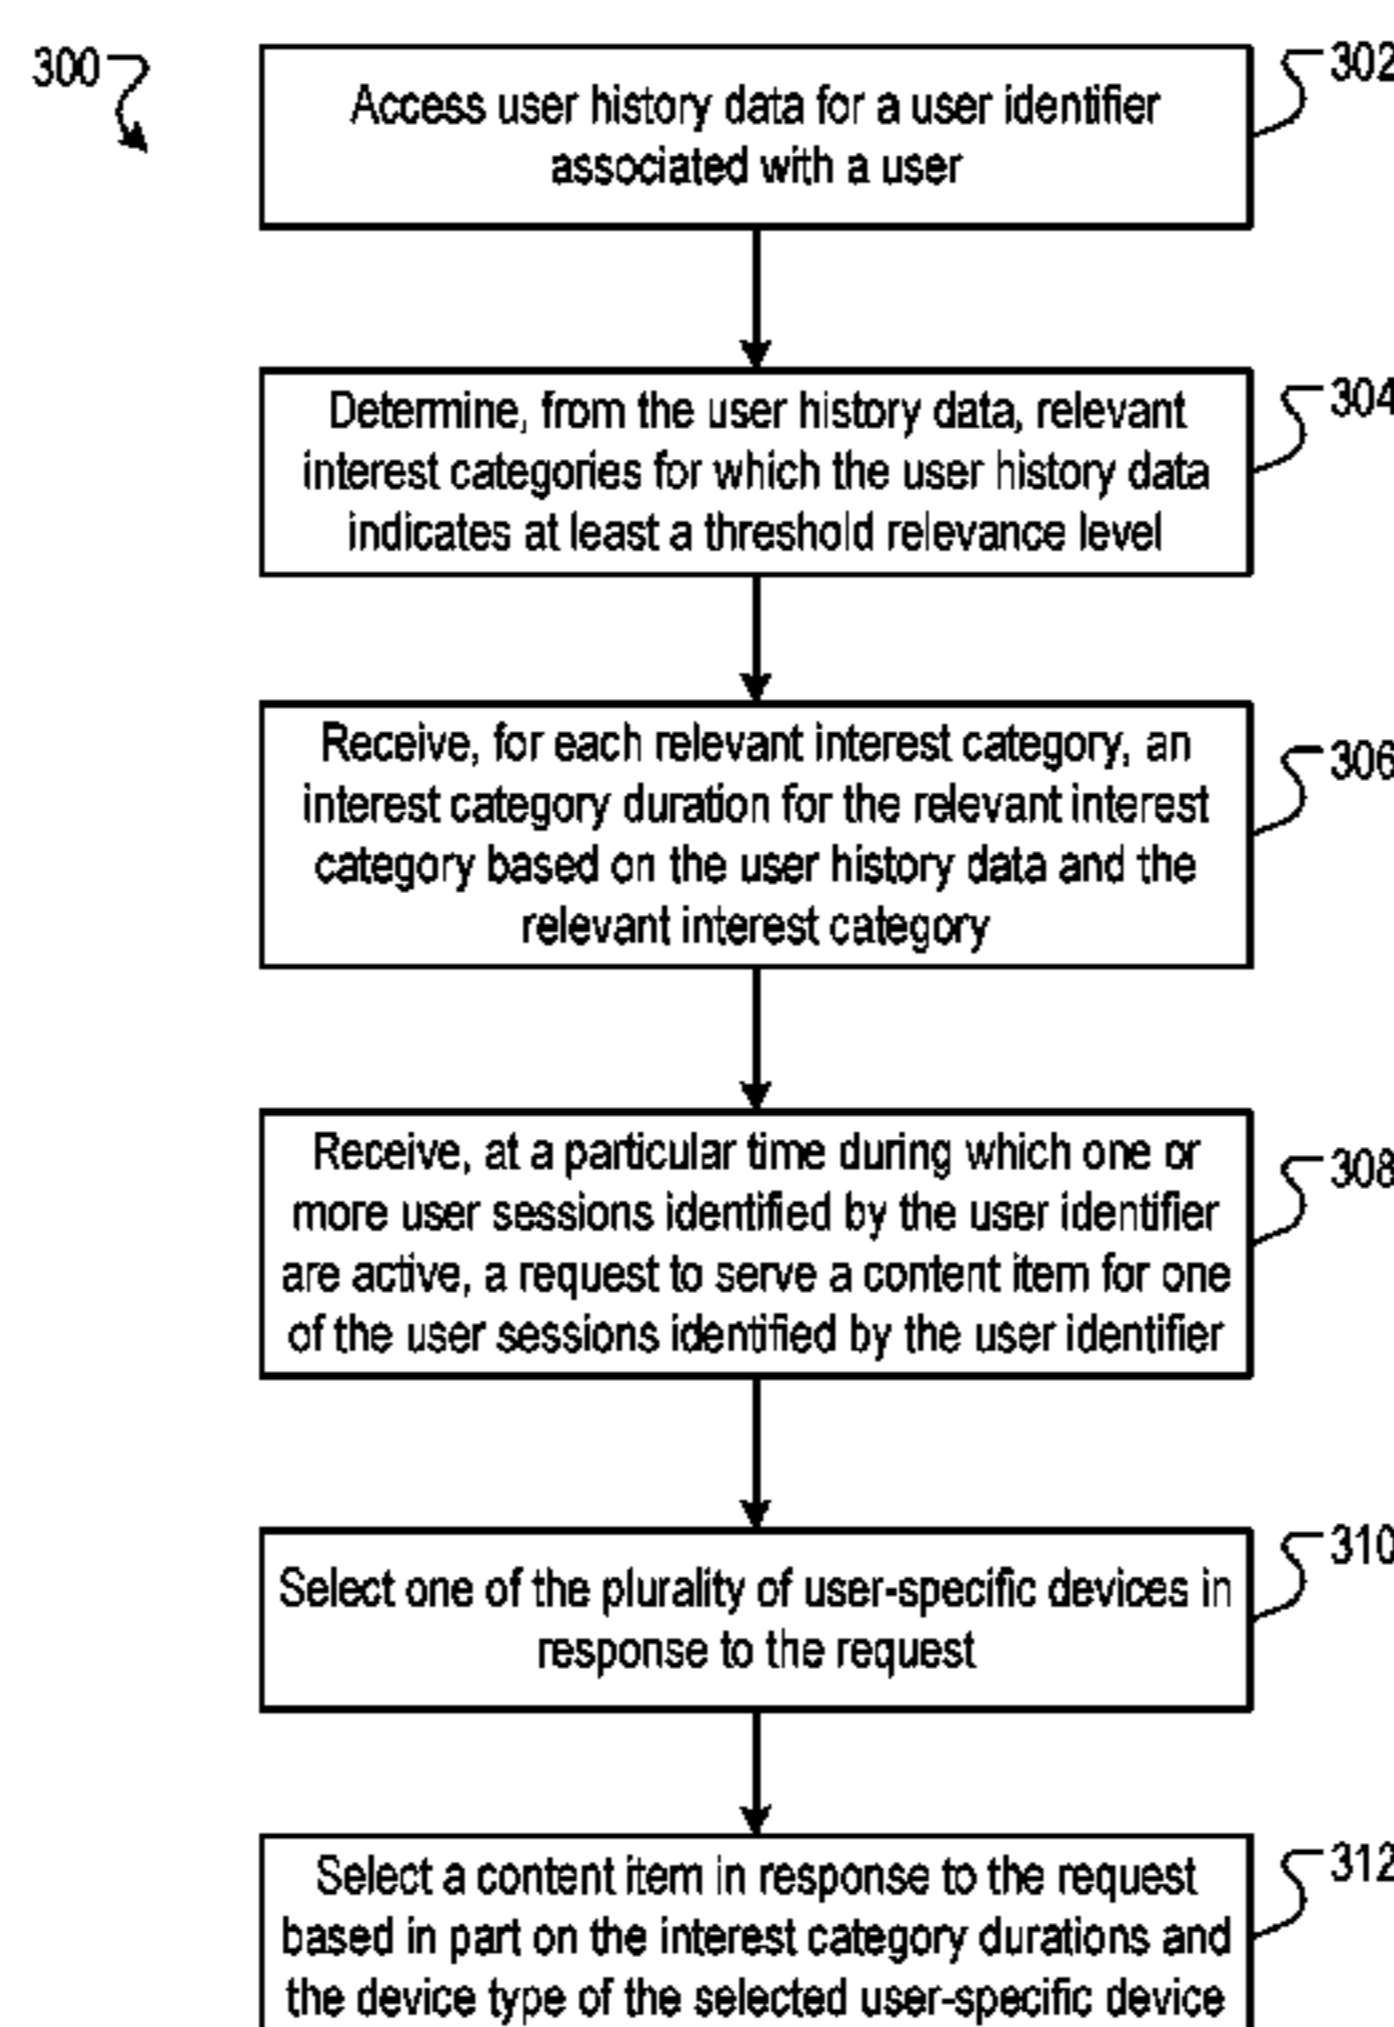 300
302
Access user history data for a user identifier
associated with a user
304
Determine, from the user history data, relevant
interest categories for which the user history data
indicates at least a threshold relevance level
306
Receive, for each relevant interest category, an
interest category duration for the relevant interest
category based on the user history data and the
relevant interest category
308
Receive, at a particular time during which one or
more user sessions identified by the user identifier
are active, a request to serve a content item for one
of the user sessions identified by the user identifier
310
Select one of the plurality of user-specific devices in
response to the request
312
Select a content item in response to the request
based in part on the interest category durations and
the device type of the selected user-specific device